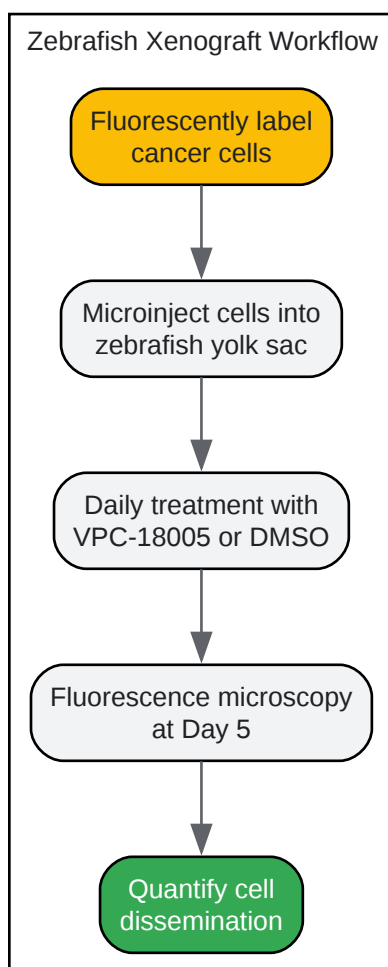 Zebrafish Xenograft Workflow
Fluorescently label
cancer cells
Microinject cells into
zebrafish yolk sac
Daily treatment with
VPC-18005 or DMSO
Fluorescence microscopy
at Day 5
Quantify cell
dissemination